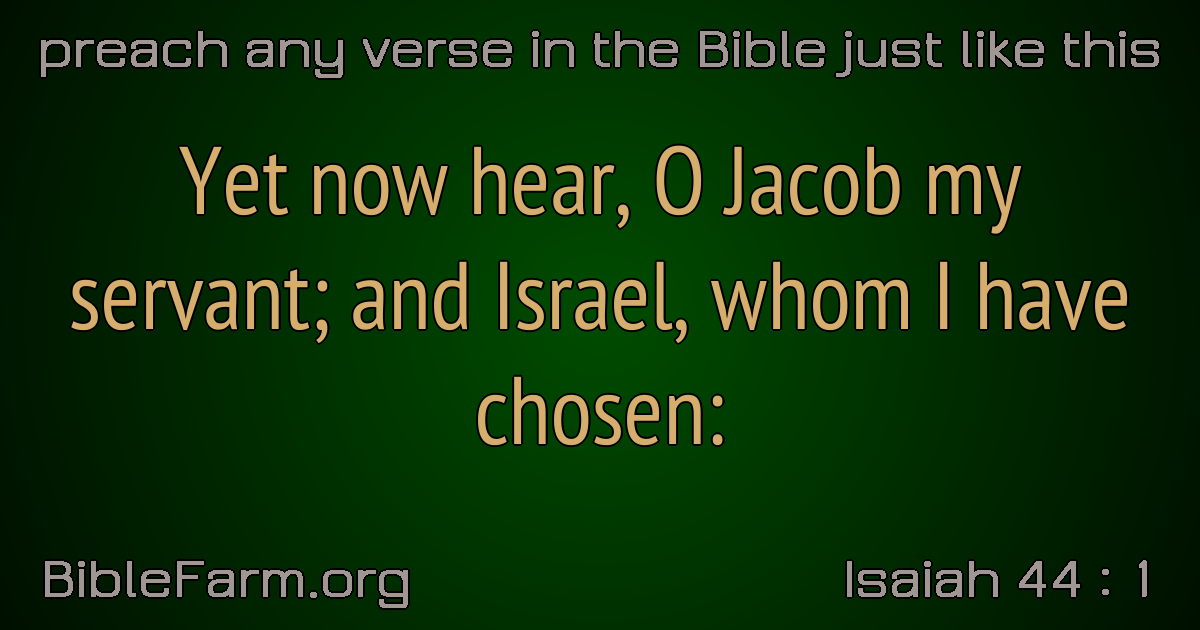 preach any verse in the Bible just like this
Yet now hear, O Jacob my
servant; and Israel, whom I have
chosen:
BibleFarm.org
Isaiah 44 : 1